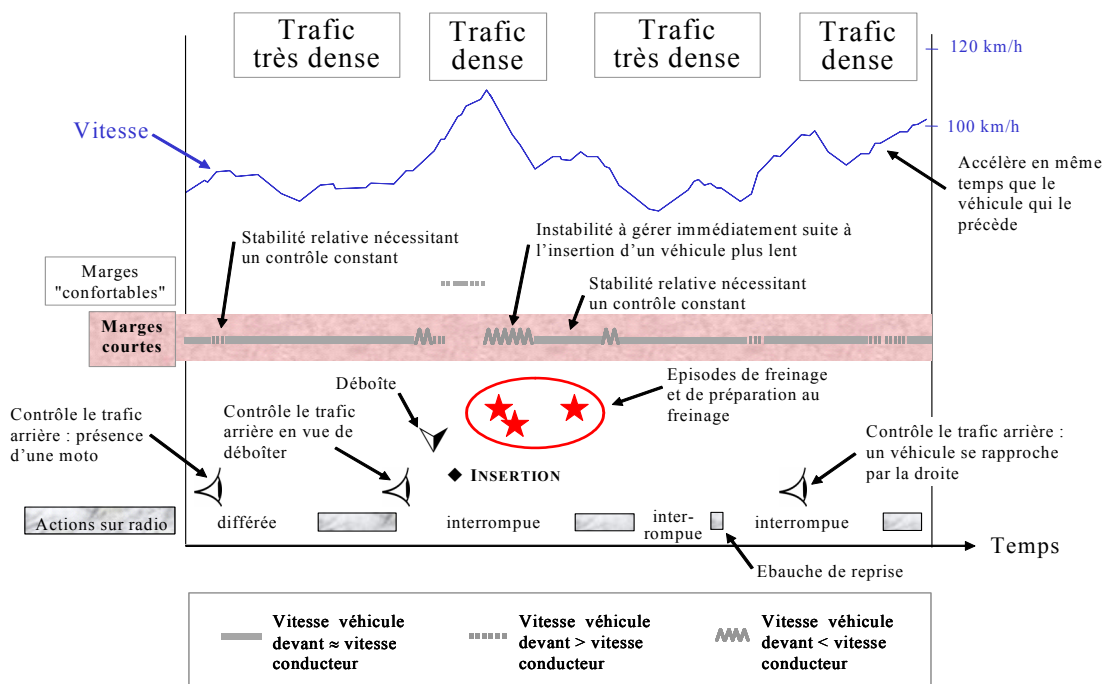 Trafic
très dense
Trafic
dense
Trafic
très dense
Trafic
dense
120 km/h
100 km/h
Vitesse
Accélère en même
temps que le
véhicule qui le
précède
Stabilité relative nécessitant
un contrôle constant
Instabilité à gérer immédiatement suite à
l'insertion d'un véhicule plus lent
Marges
"confortables"
Stabilité relative nécessitant
un contrôle constant
Marges
courtes
Déboîte
Episodes de freinage
et de préparation au
freinage
Contrôle le trafic
arrière : présence
d'une moto
Contrôle le trafic
arrière en vue de
déboîter
Contrôle le trafic arrière :
un véhicule se rapproche
par la droite
INSERTION
Actions sur radio
différée
interrompue
inter-
rompue
interrompue
Temps
Ebauche de reprise
Vitesse véhicule
devant ≈ vitesse
conducteur
Vitesse véhicule
devant > vitesse
conducteur
Vitesse véhicule
devant < vitesse
conducteur